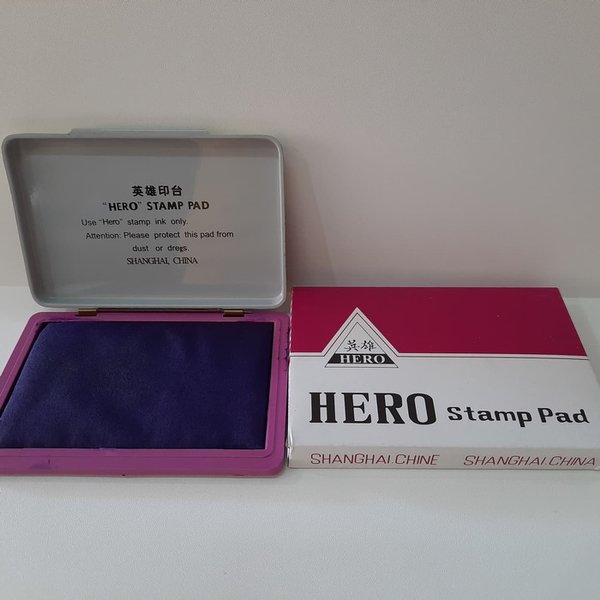 英雄印台
"HERO" STAMP PAD
Use "Hero" stamp ink only.
Attention: Please protect this pad from
dust or dregs.
SHANGHAI, CHINA
英雄
HERO
HERO Stamp Pad
SHANGHAI.CHINE SHANGHAI.CHINA